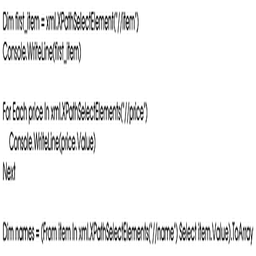 Dim first_item = xml.XPathSelectElement("//item")
Console.WriteLine(first_item)
For Each price In xml.XPathSelectElements("//price")
Console.WriteLine(price.Value)
Next
Dim names = (From item In xml.XPathSelectElements("//name") Select item.Value).ToArray